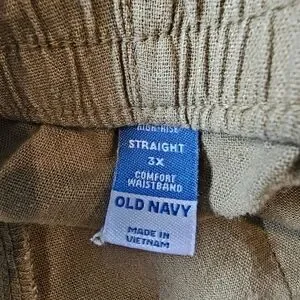 HIGH-RISE
STRAIGHT
3X
COMFORT
WAISTBAND
OLD NAVY
MADE IN
VIETNAM